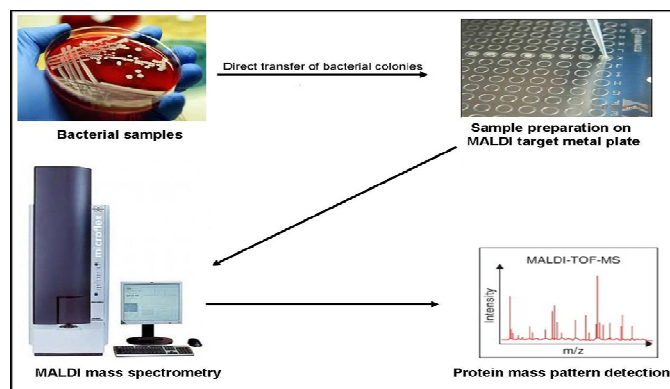 Direct transfer of bacterial colonies
Bacterial samples
Sample preparation on
MALDI target metal plate
microflex
MALDI-TOF-MS
Intensity
m/z
MALDI mass spectrometry
Protein mass pattern detection